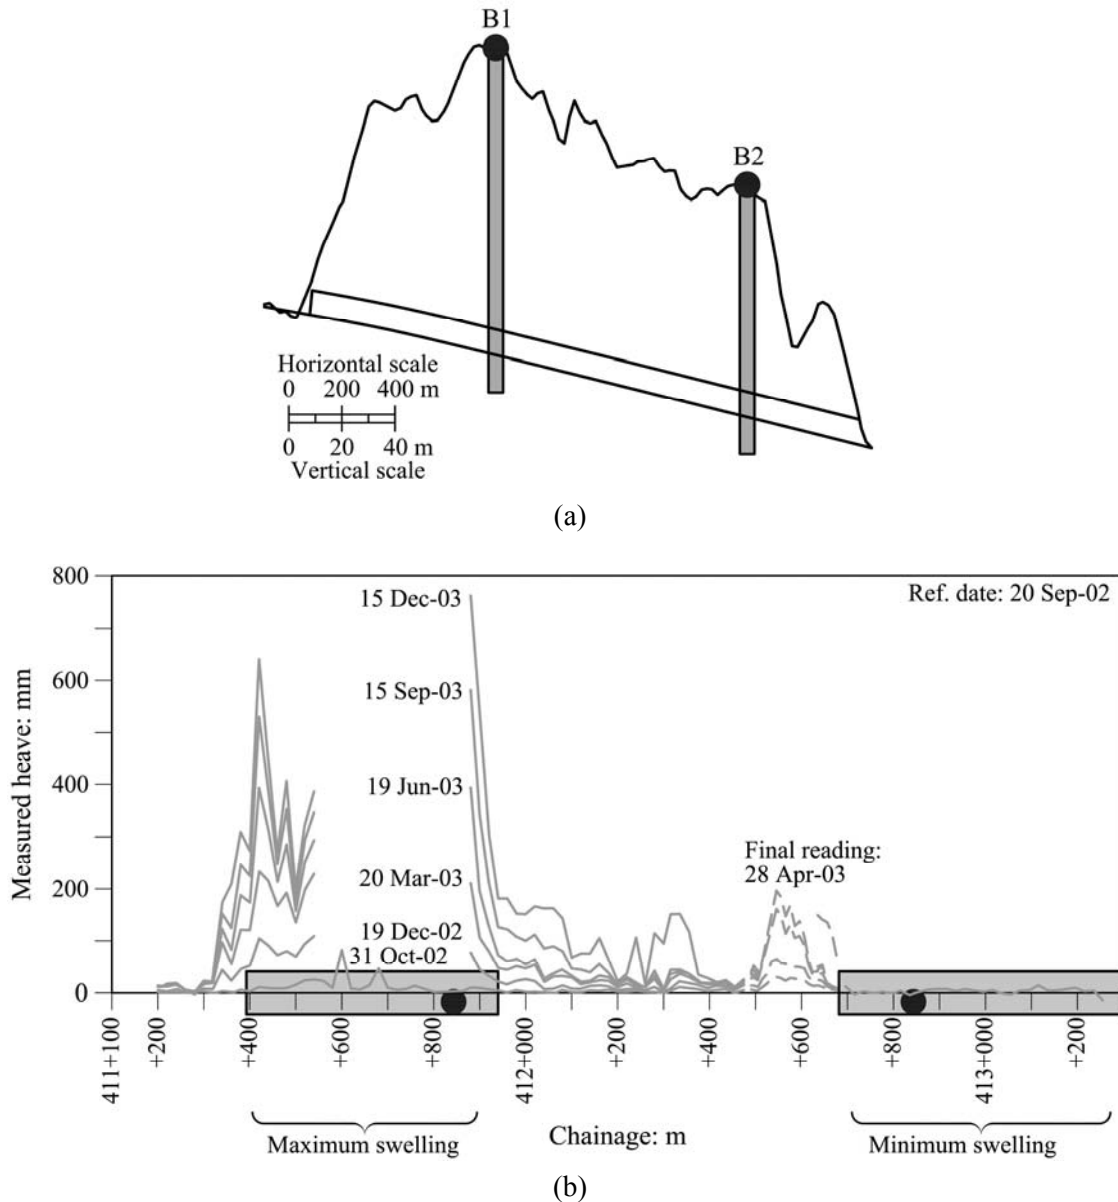 B1
B2
Horizontal scale
0 200 400 m
0 20 40 m
Vertical scale
(a)
800
Ref. date: 20 Sep-02
15 Dec-03
600
15 Sep-03
Measured heave: mm
400
19 Jun-03
Final reading:
28 Apr-03
200
20 Mar-03
19 Dec-02
31 Oct-02
0
411+100
+200
+400
+600
+800
412+000
+200
+400
+600
+800
413+000
+200
Maximum swelling
Chainage: m
Minimum swelling
(b)